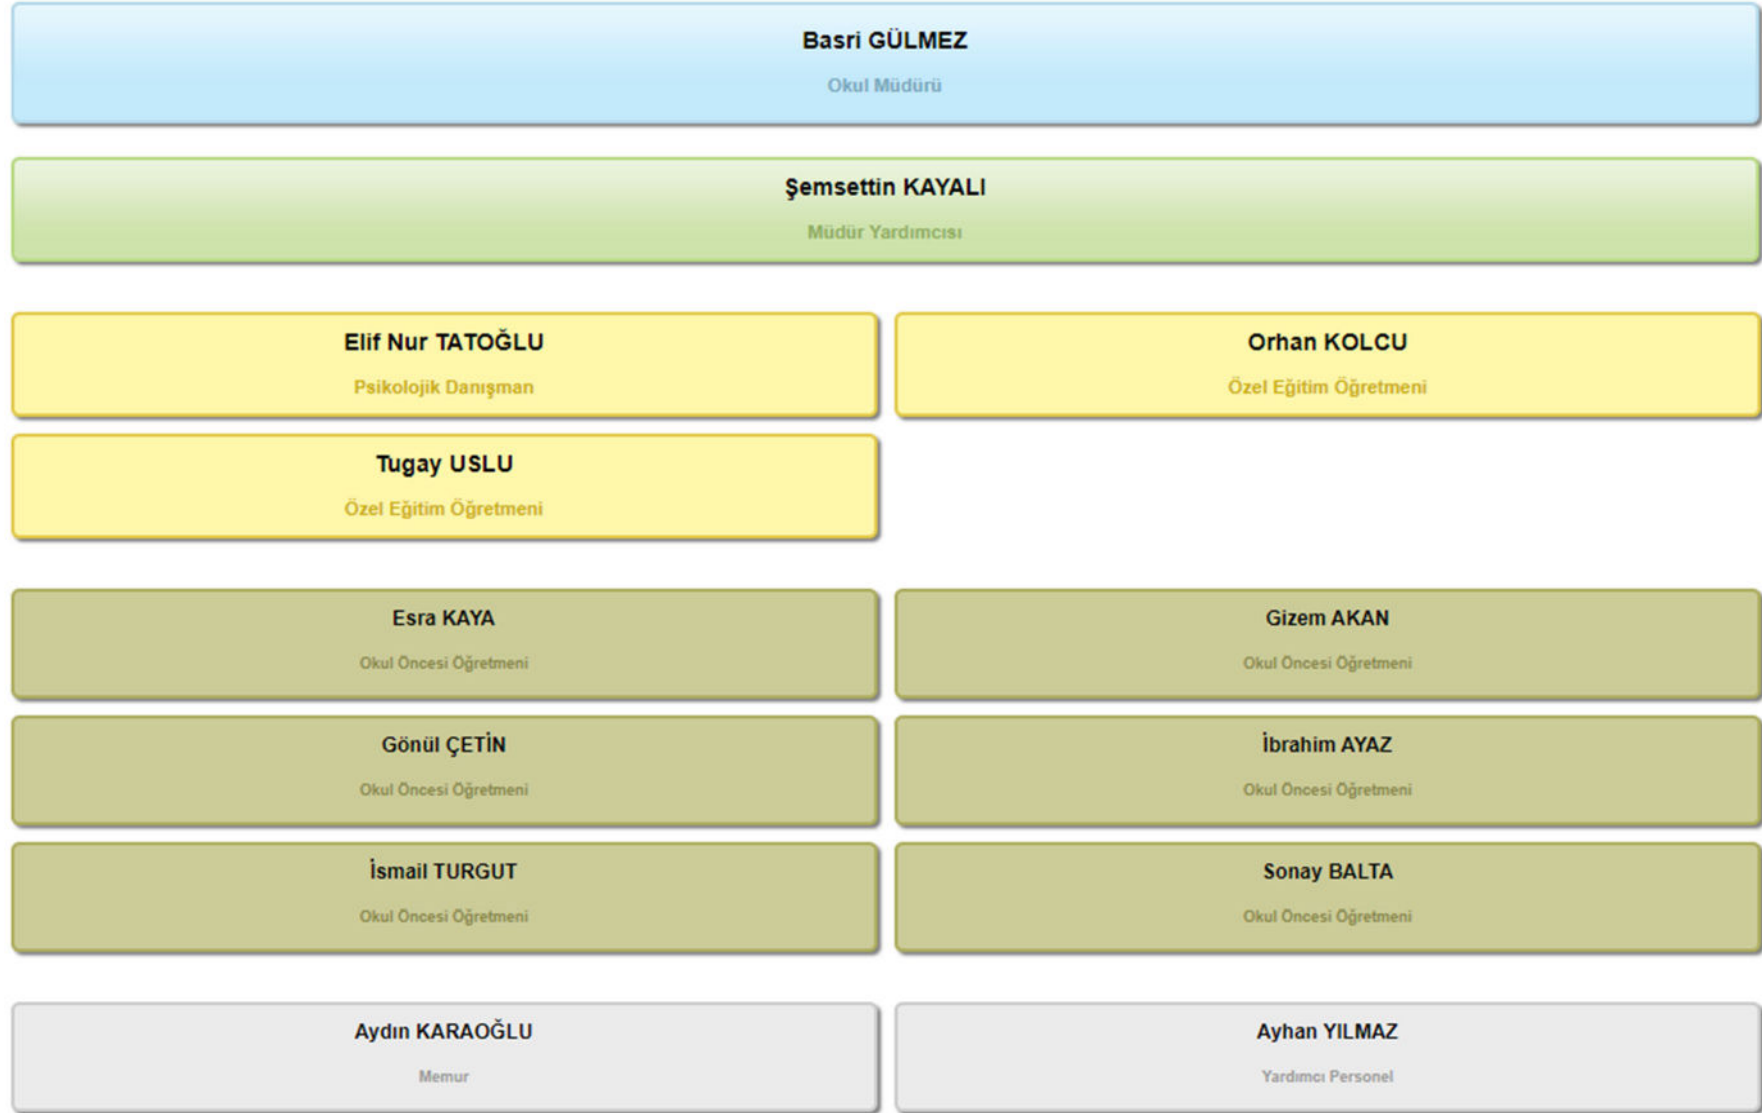 Basri GÜLMEZ
Okul Müdürü
Şemsettin KAYALI
Müdür Yardımcısı
Elif Nur TATOĞLU
Psikolojik Danışman
Orhan KOLCU
Özel Eğitim Öğretmeni
Tugay USLU
Özel Eğitim Öğretmeni
Esra KAYA
Okul Öncesi Öğretmeni
Gizem AKAN
Okul Öncesi Öğretmeni
Gönül ÇETİN
Okul Öncesi Öğretmeni
İbrahim AYAZ
Okul Öncesi Öğretmeni
İsmail TURGUT
Okul Öncesi Öğretmeni
Sonay BALTA
Okul Öncesi Öğretmeni
Aydın KARAOĞLU
Memur
Ayhan YILMAZ
Yardımcı Personel